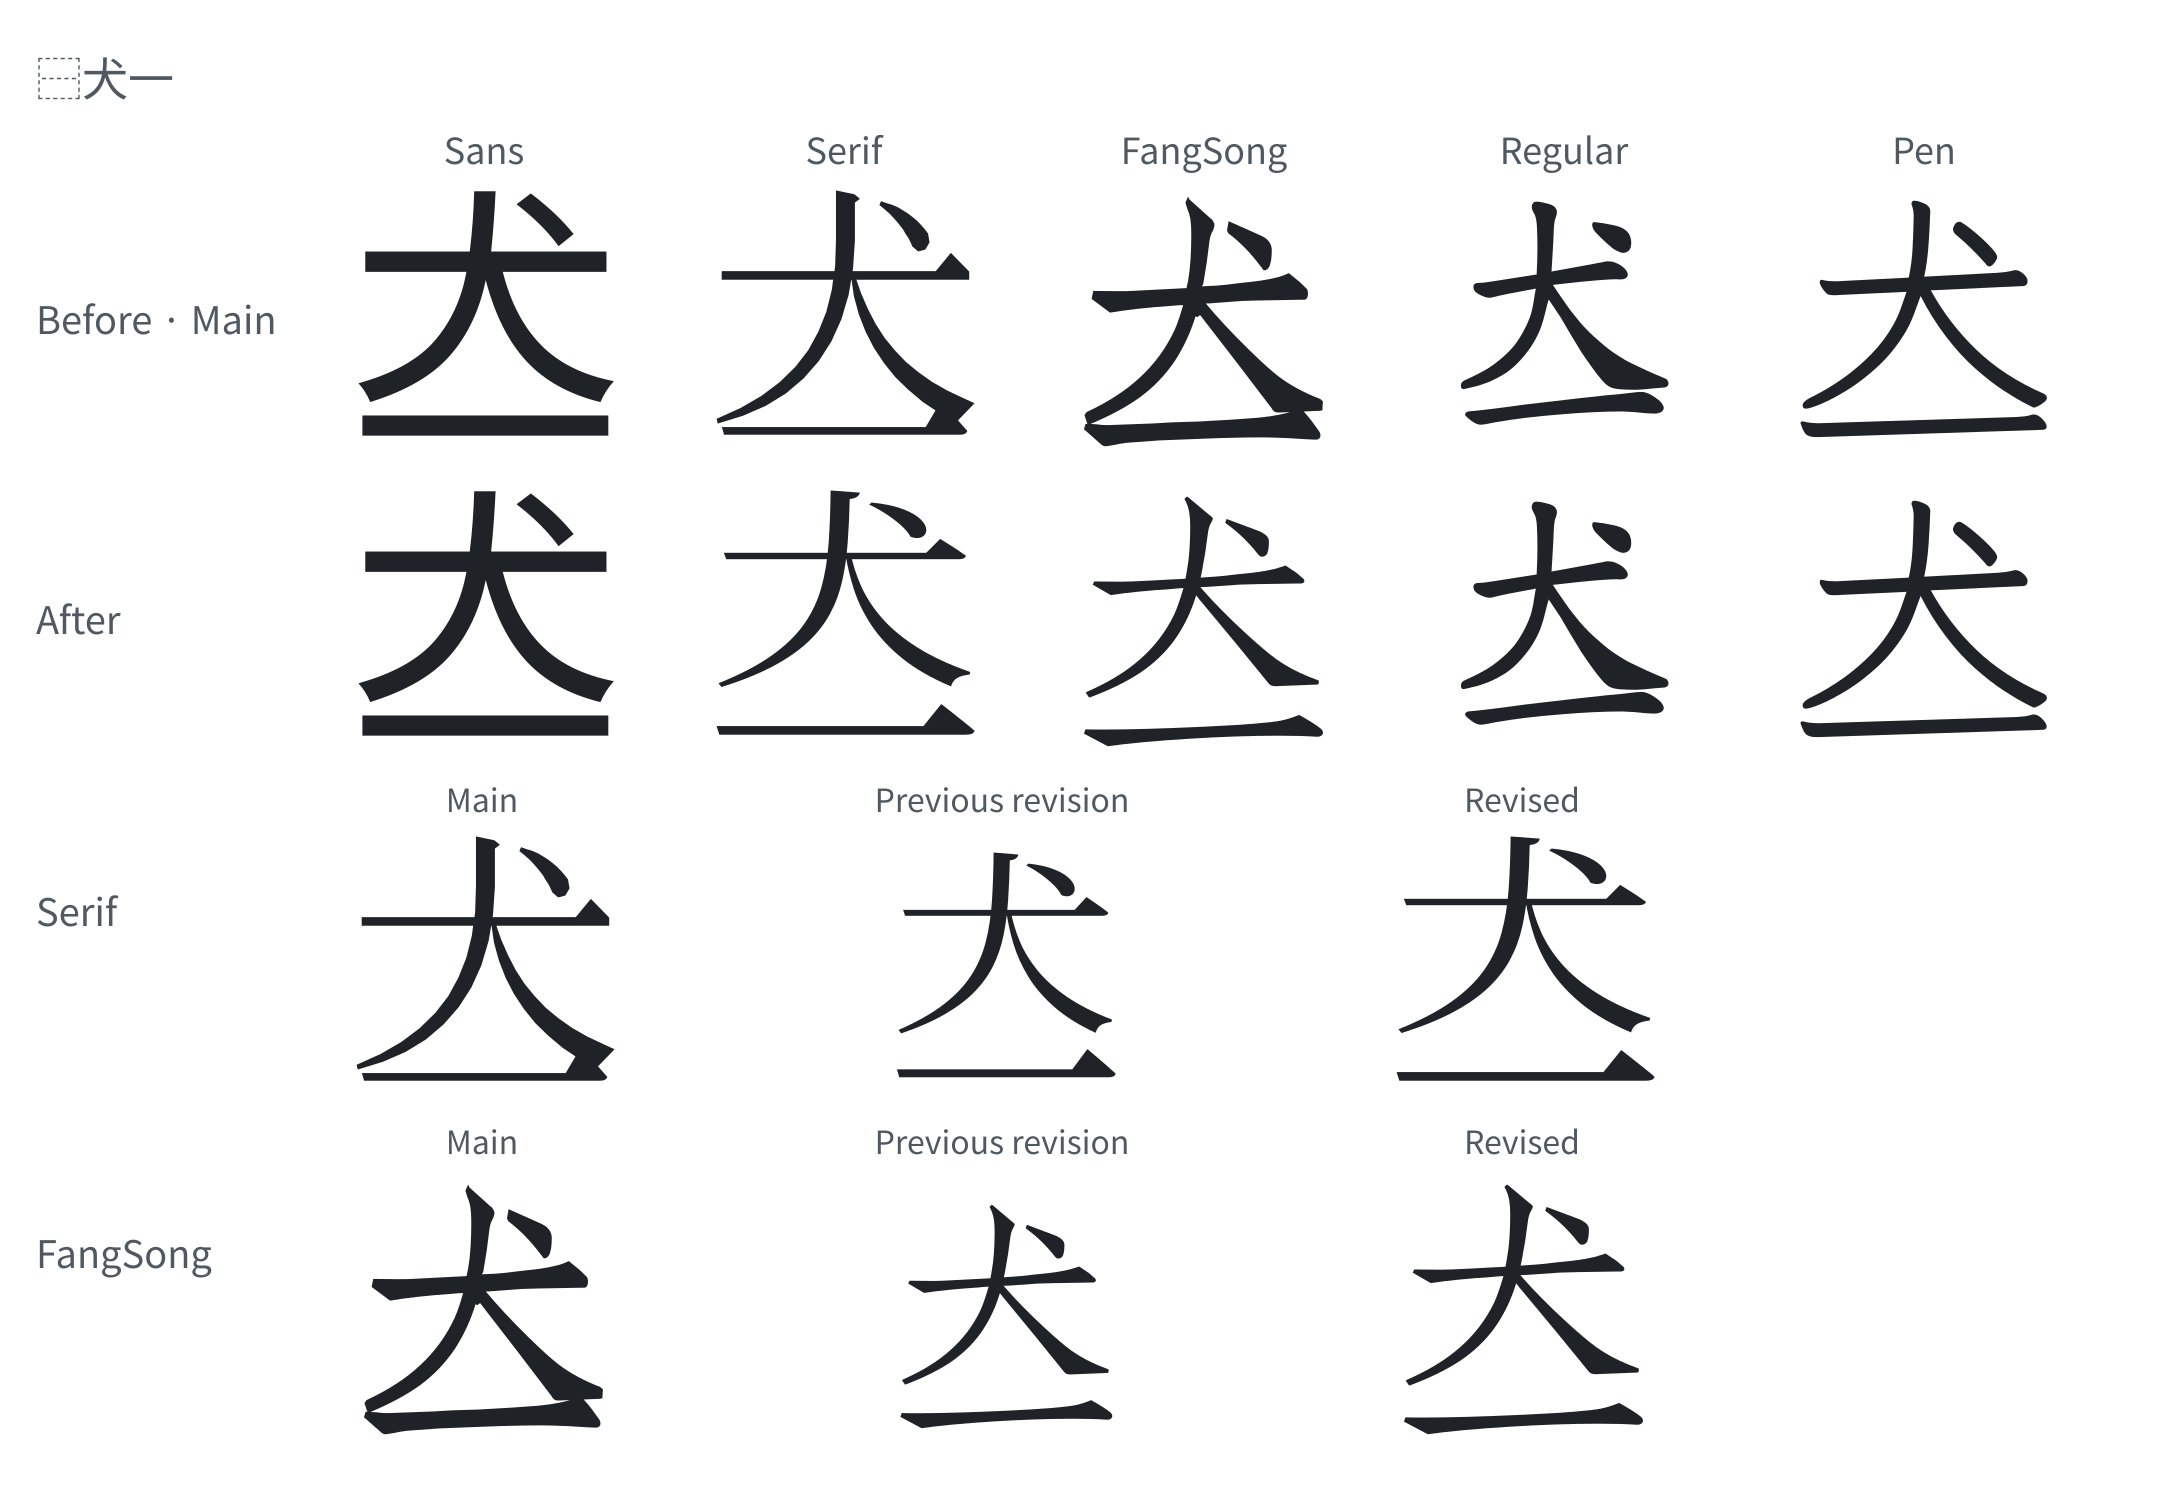 ⿱犬一
Sans Serif FangSong Regular Pen
Before · Main
After
Main Previous revision Revised
Serif
Main Previous revision Revised
FangSong